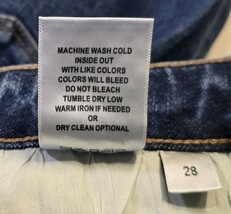 MACHINE WASH COLD
INSIDE OUT
WITH LIKE COLORS
COLORS WILL BLEED
DO NOT BLEACH
TUMBLE DRY LOW
WARM IRON IF NEEDED
OR
DRY CLEAN OPTIONAL
28